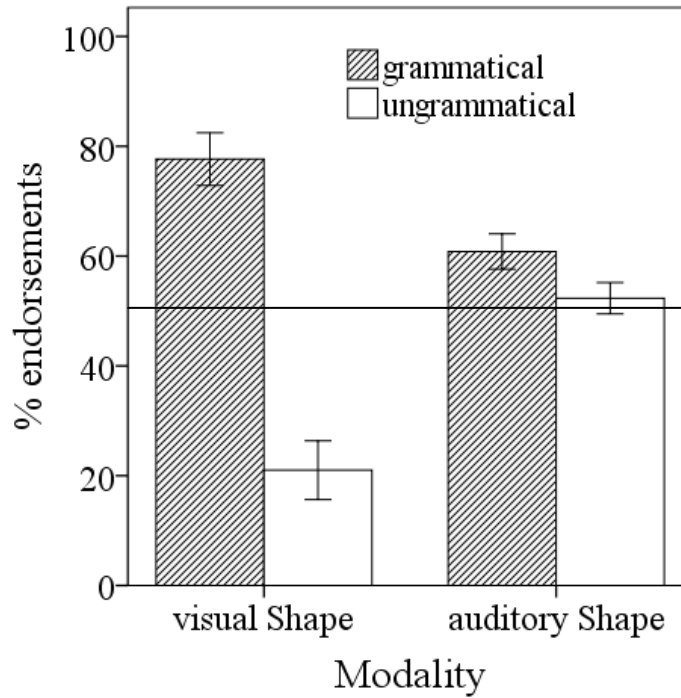 100
80
60
40
20
0
% endorsements
grammatical
ungrammatical
visual Shape
auditory Shape
Modality